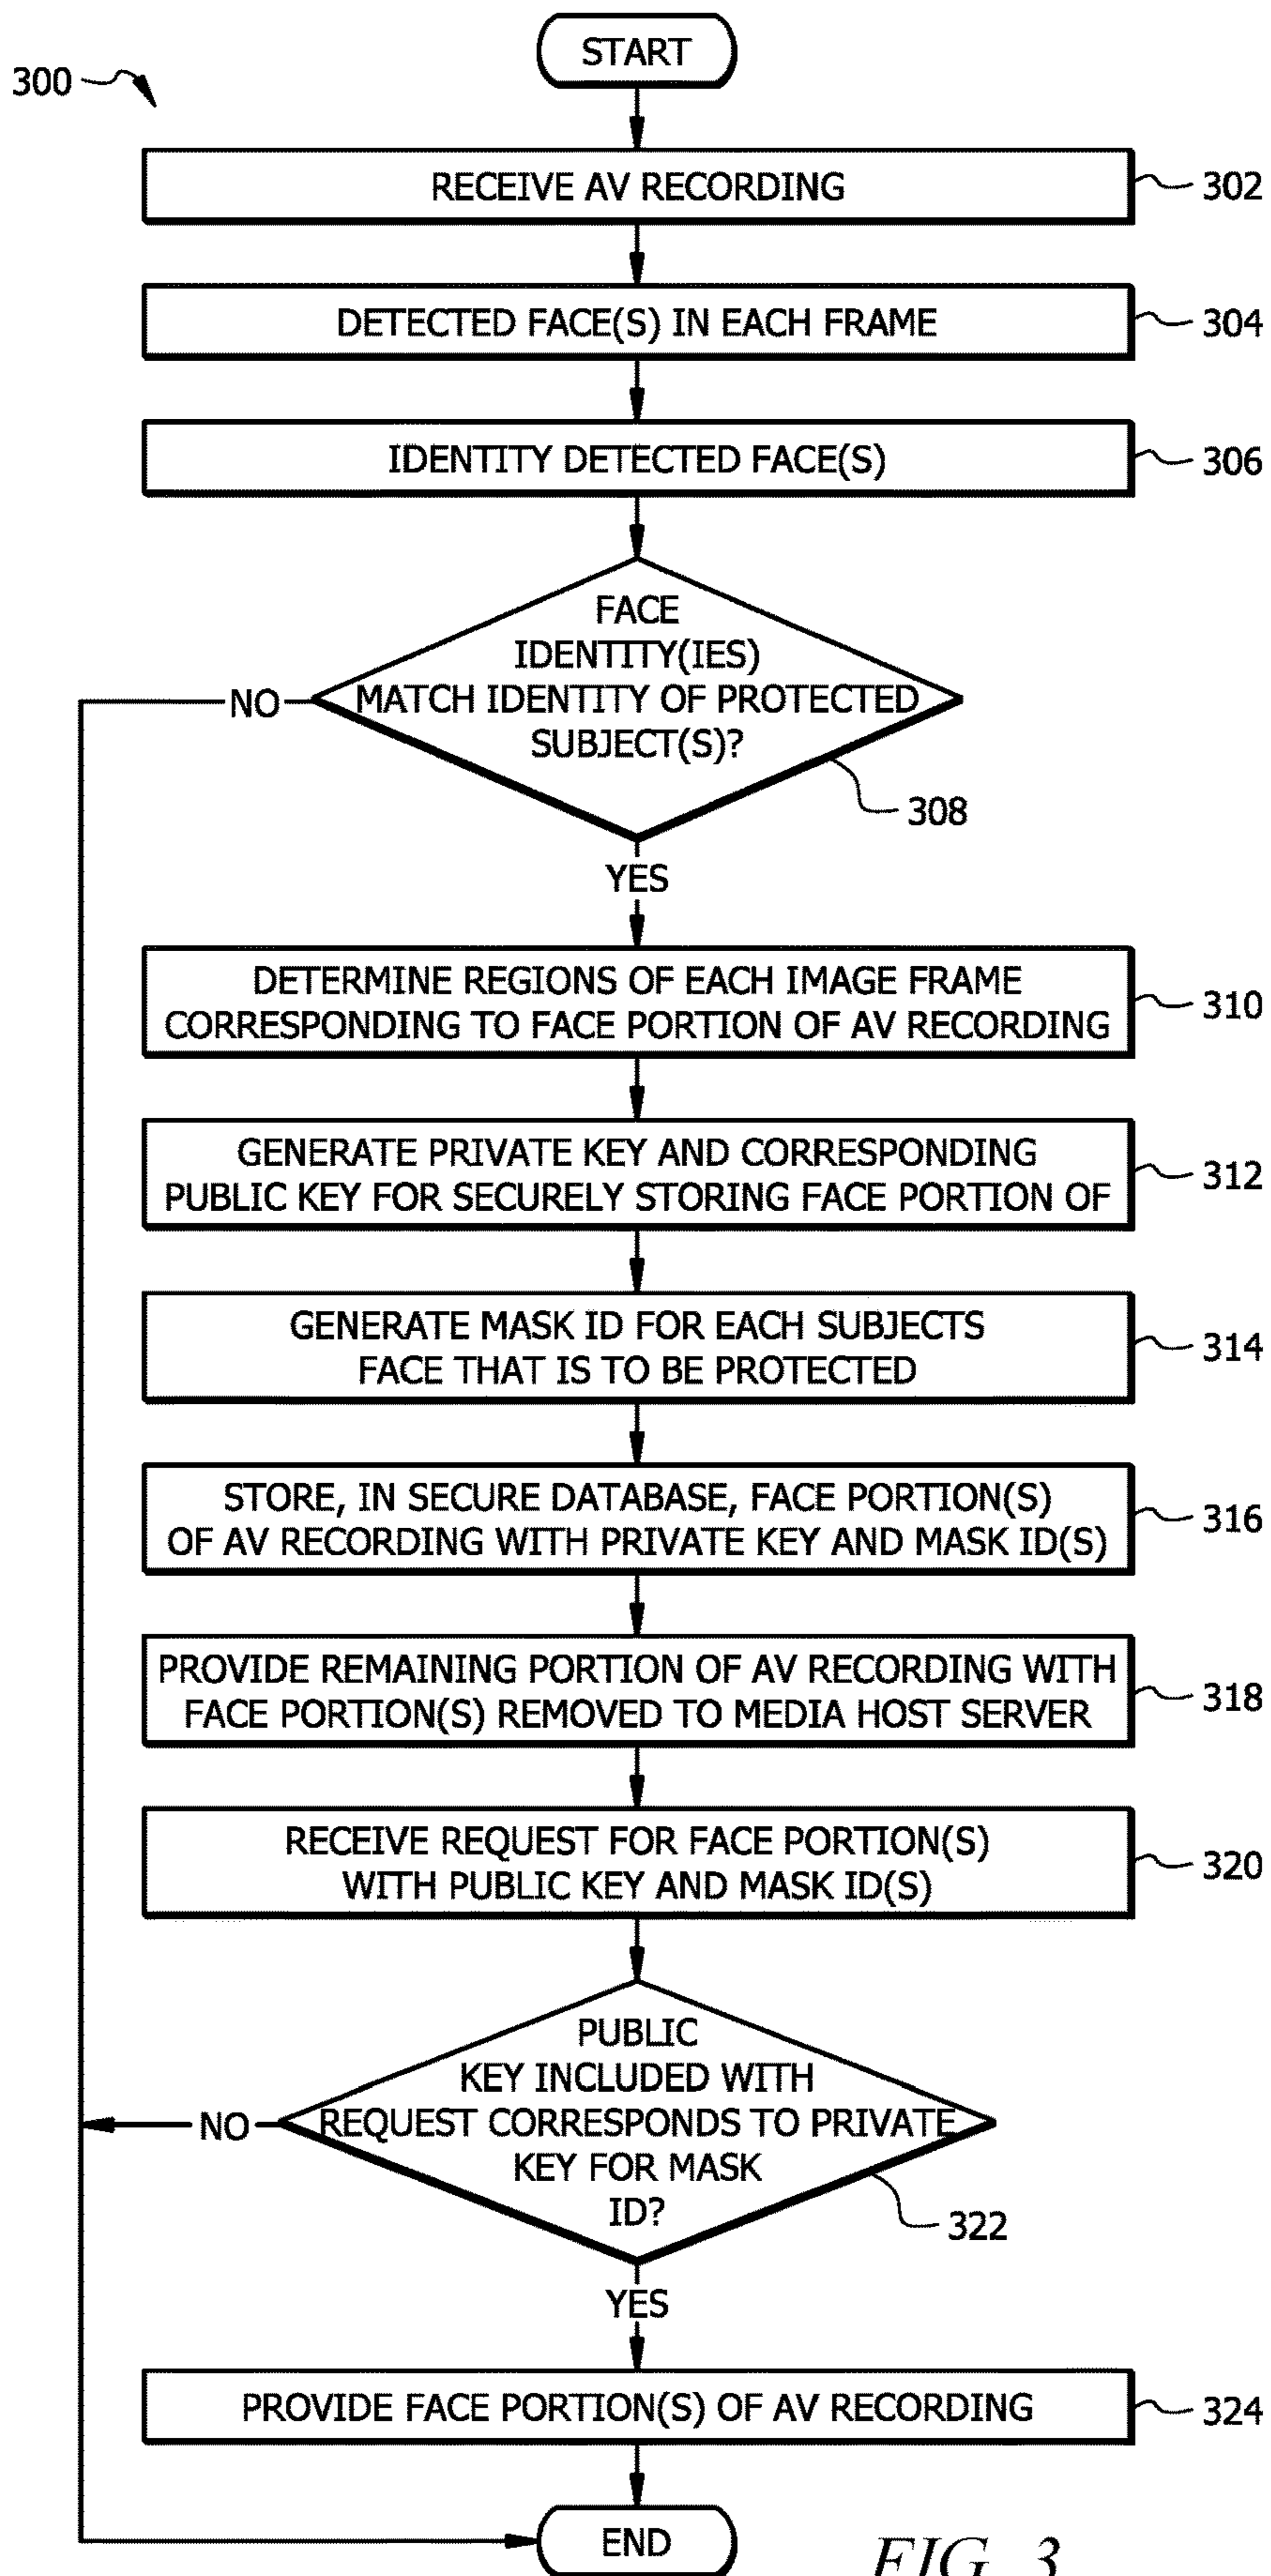 START
300
RECEIVE AV RECORDING
302
DETECTED FACE(S) IN EACH FRAME
304
IDENTITY DETECTED FACE(S)
306
FACE
IDENTITY(IES)
MATCH IDENTITY OF PROTECTED
SUBJECT(S)?
NO
308
YES
DETERMINE REGIONS OF EACH IMAGE FRAME
CORRESPONDING TO FACE PORTION OF AV RECORDING
310
GENERATE PRIVATE KEY AND CORRESPONDING
PUBLIC KEY FOR SECURELY STORING FACE PORTION OF
312
GENERATE MASK ID FOR EACH SUBJECTS
FACE THAT IS TO BE PROTECTED
314
STORE, IN SECURE DATABASE, FACE PORTION(S)
OF AV RECORDING WITH PRIVATE KEY AND MASK ID(S)
316
PROVIDE REMAINING PORTION OF AV RECORDING WITH
FACE PORTION(S) REMOVED TO MEDIA HOST SERVER
318
RECEIVE REQUEST FOR FACE PORTION(S)
WITH PUBLIC KEY AND MASK ID(S)
320
PUBLIC
KEY INCLUDED WITH
REQUEST CORRESPONDS TO PRIVATE
KEY FOR MASK
ID?
NO
322
YES
PROVIDE FACE PORTION(S) OF AV RECORDING
324
END
FIG. 3